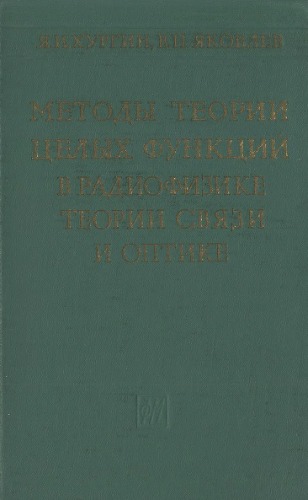 Я.И.ХУРГИН, В.П.ЯКОВЛЕВ
МЕТОДЫ ТЕОРИИ
ЦЕЛЫХ ФУНКЦИЙ
В РАДИОФИЗИКЕ
ТЕОРИИ СВЯЗИ
И ОПТИКЕ